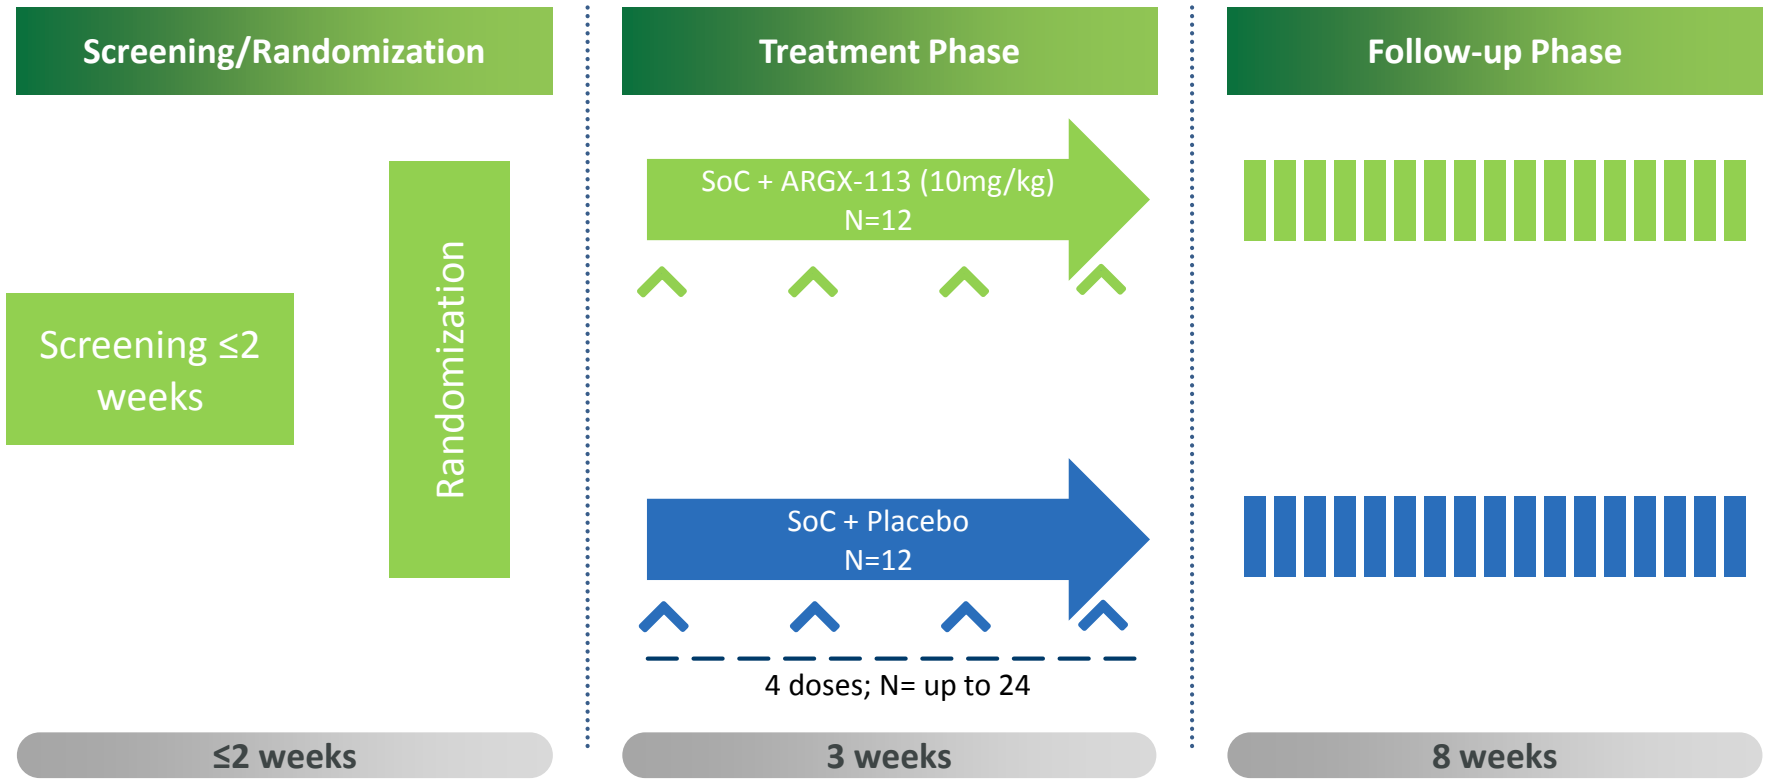 Screening/Randomization
Treatment Phase
Follow-up Phase
Screening ≤2
weeks
Randomization
SoC + ARGX-113 (10mg/kg)
N=12
SoC + Placebo
N=12
4 doses; N= up to 24
≤2 weeks
3 weeks
8 weeks